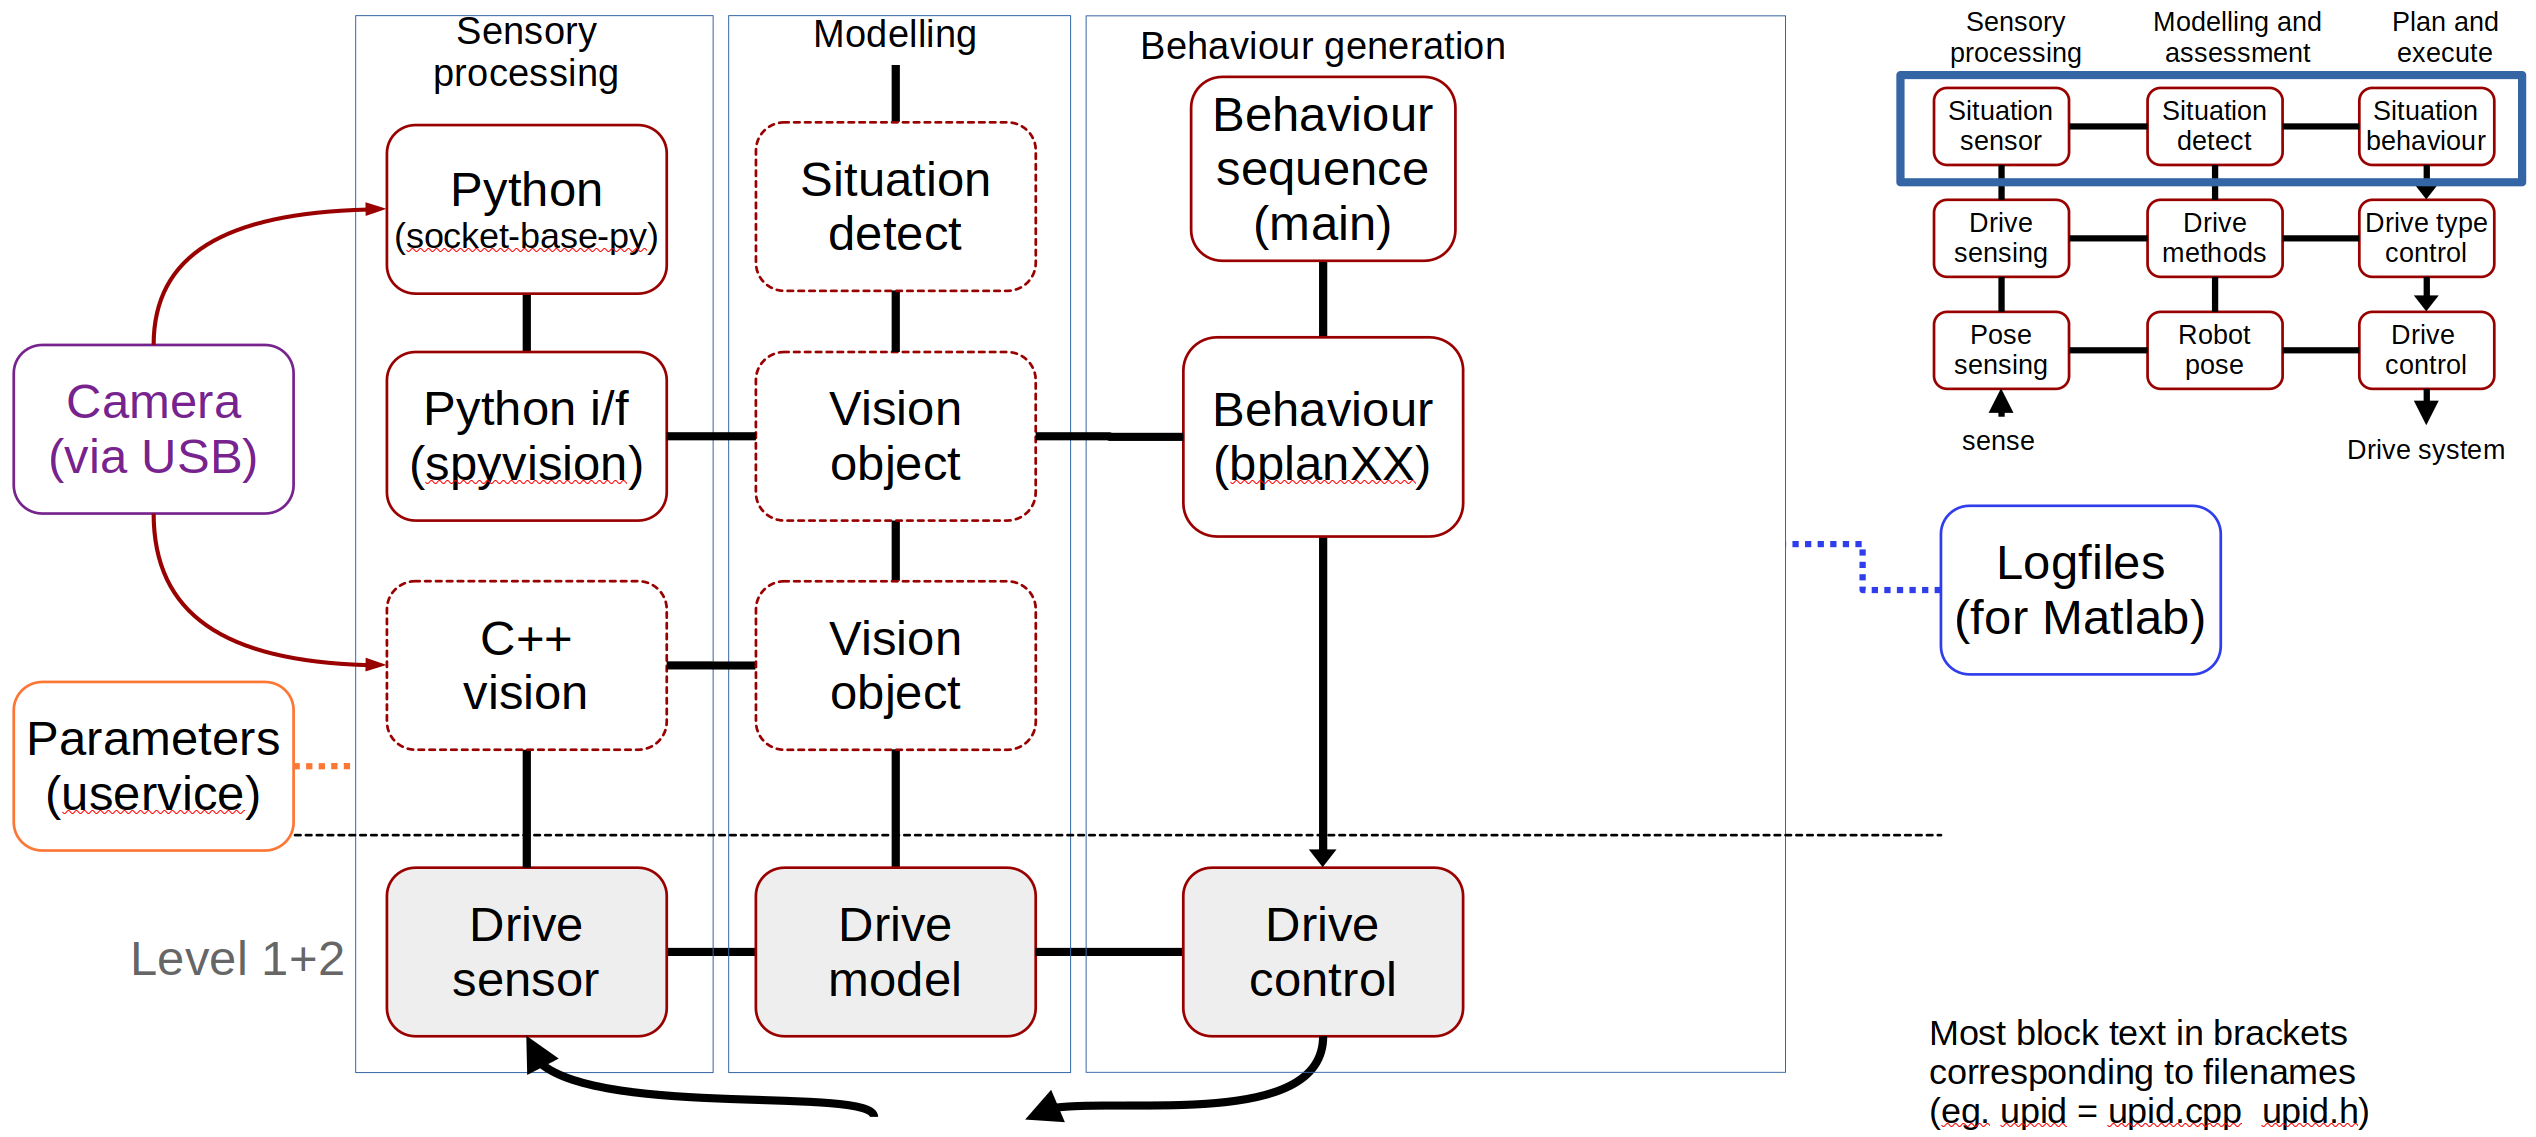 Sensory
processing
Modelling
Behaviour generation
Python
(socket-base-py)
Situation
detect
Behaviour
sequence
(main)
Camera
(via USB)
Python i/f
(spyvision)
Vision
object
Behaviour
(bplanXX)
C++
vision
Vision
object
Parameters
(uservice)
Level 1+2
Drive
sensor
Drive
model
Drive
control
Sensory
processing
Modelling and
assessment
Plan and
execute
Situation
sensor
Situation
detect
Situation
behaviour
Drive
sensing
Drive
methods
Drive type
control
Pose
sensing
Robot
pose
Drive
control
sense
Drive system
Logfiles
(for Matlab)
Most block text in brackets
corresponding to filenames
(eg. upid = upid.cpp  upid.h)